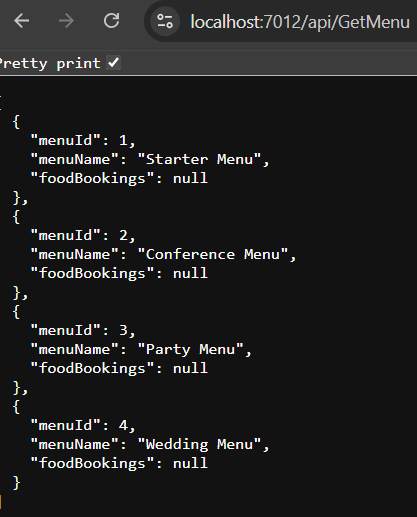 localhost:7012/api/GetMenu
Pretty print
[
  {
    "menuId": 1,
    "menuName": "Starter Menu",
    "foodBookings": null
  },
  {
    "menuId": 2,
    "menuName": "Conference Menu",
    "foodBookings": null
  },
  {
    "menuId": 3,
    "menuName": "Party Menu",
    "foodBookings": null
  },
  {
    "menuId": 4,
    "menuName": "Wedding Menu",
    "foodBookings": null
  }
]